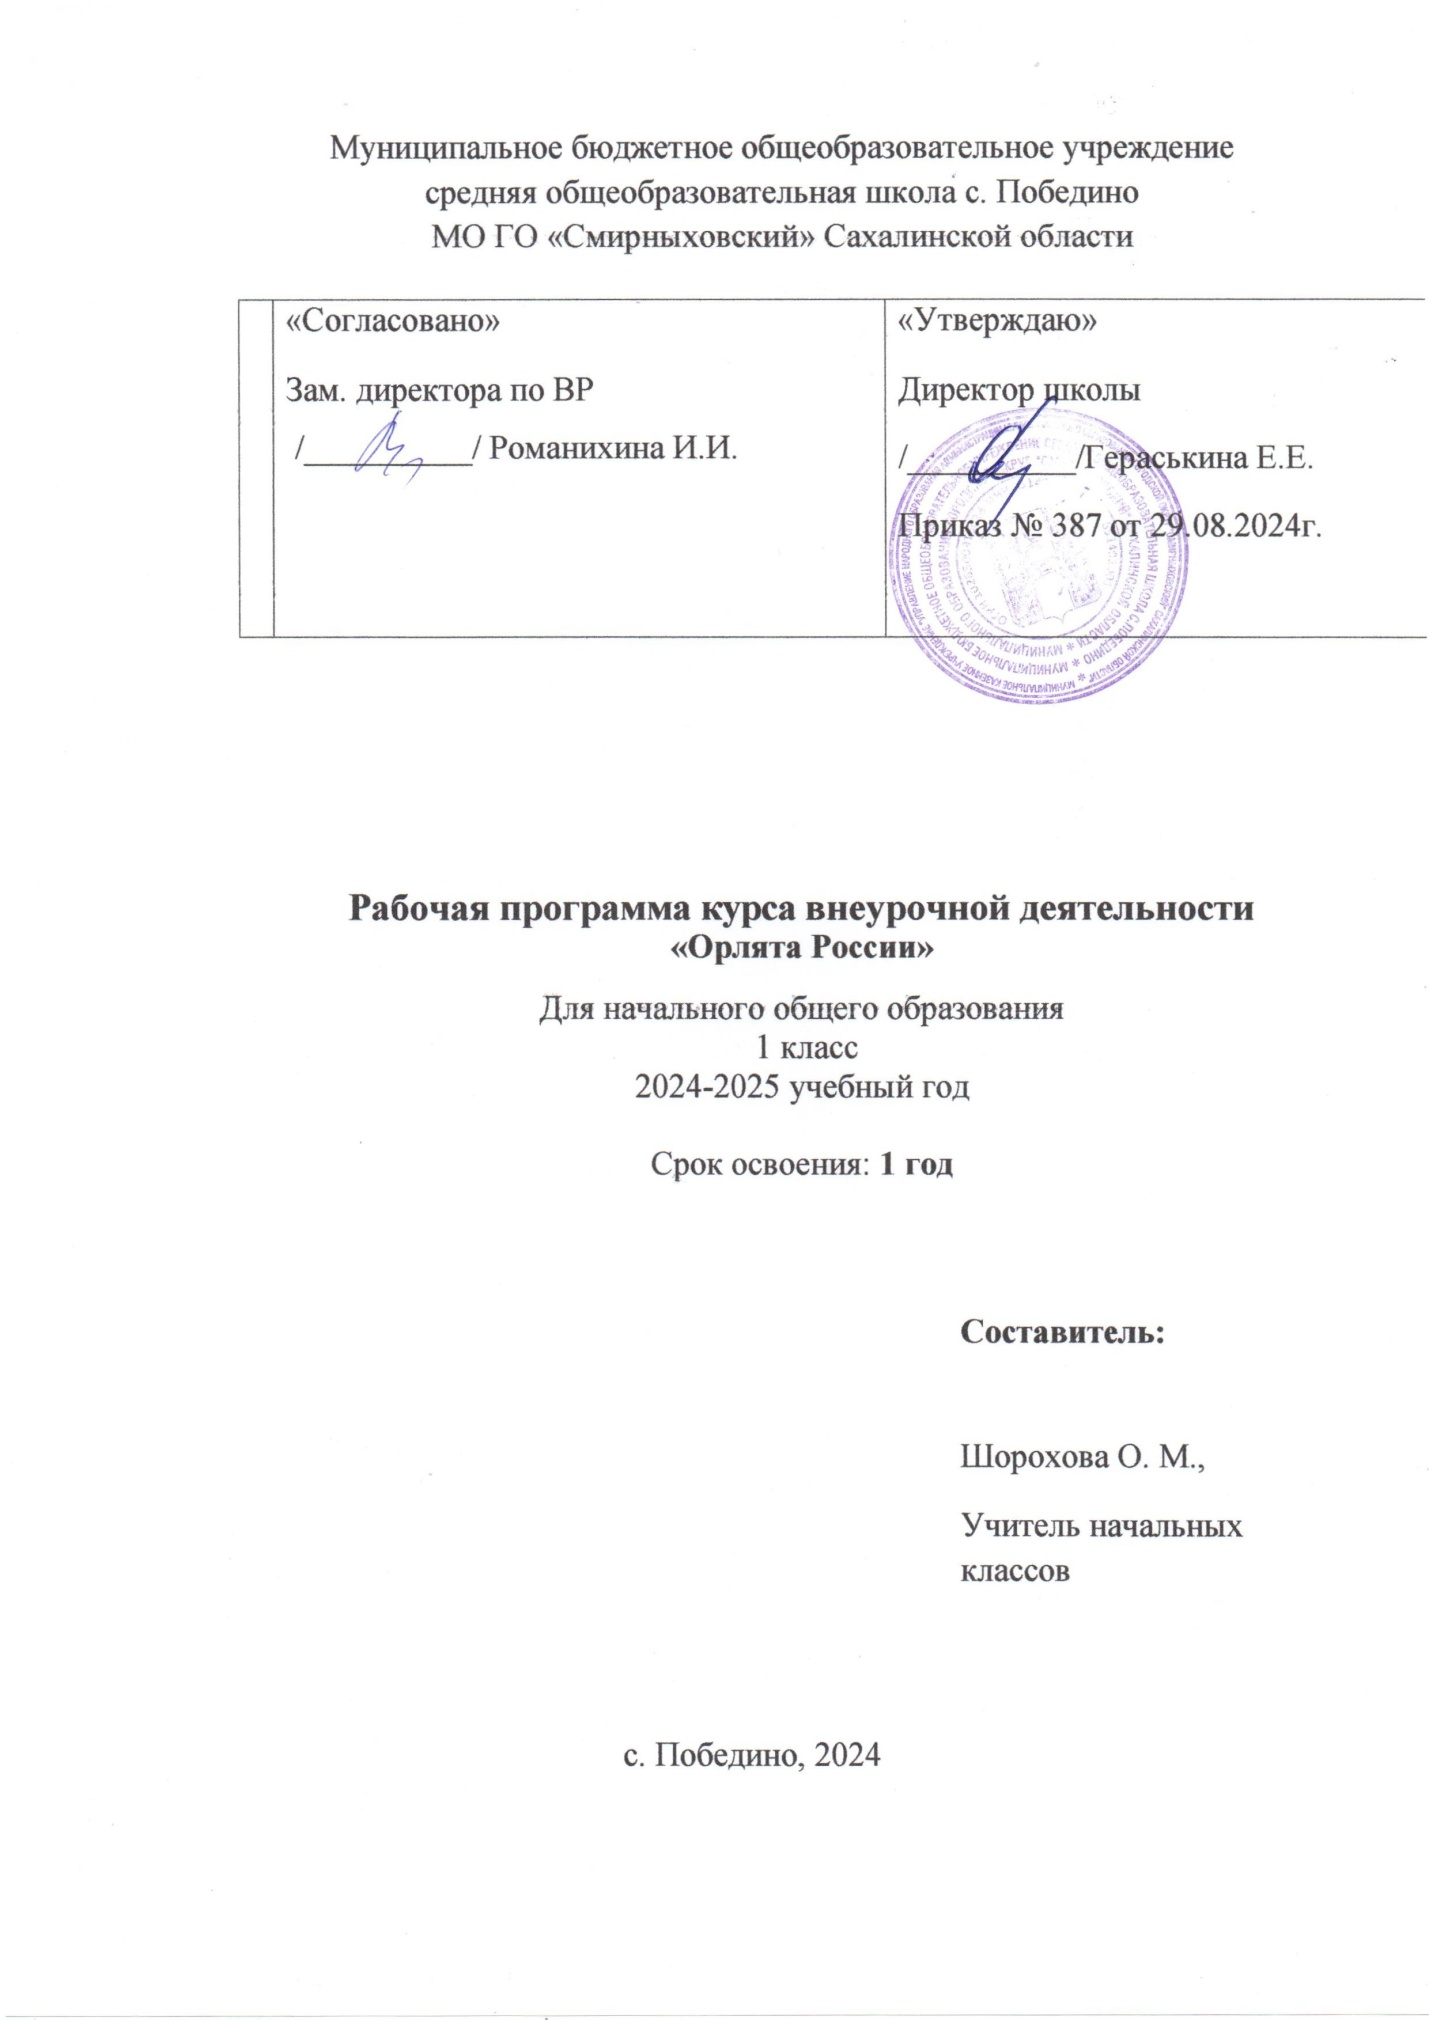 Муниципальное бюджетное общеобразовательное учреждение
средняя общеобразовательная школа с. Победино
МО ГО «Смирныховский» Сахалинской области
«Согласовано»
Зам. директора по ВР
/__________/ Романихина И.И.
«Утверждаю»
Директор школы
/__________/Гераськина Е.Е.
Приказ № 387 от 29.08.2024г.
Рабочая программа курса внеурочной деятельности
«Орлята России»
Для начального общего образования
1 класс
2024-2025 учебный год
Срок освоения: 1 год
Составитель:
Шорохова О. М.,
Учитель начальных
классов
с. Победино, 2024